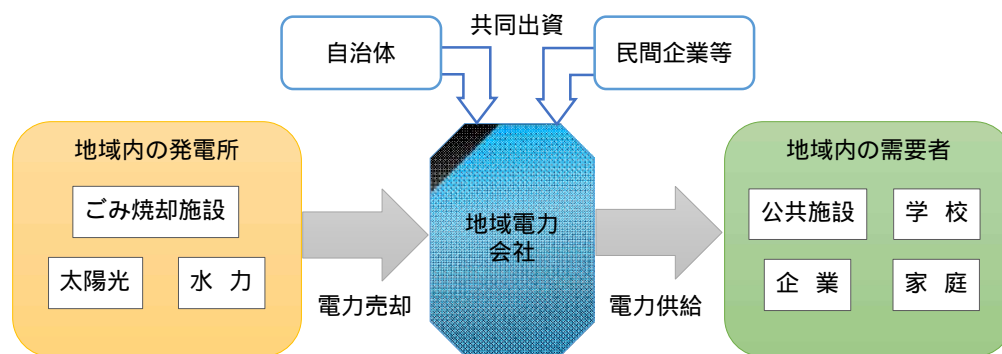 共同出資
自治体
民間企業等
地域内の発電所
ごみ焼却施設
太陽光
水 力
電力売却
地域電力
会社
電力供給
地域内の需要者
公共施設
学 校
企 業
家 庭